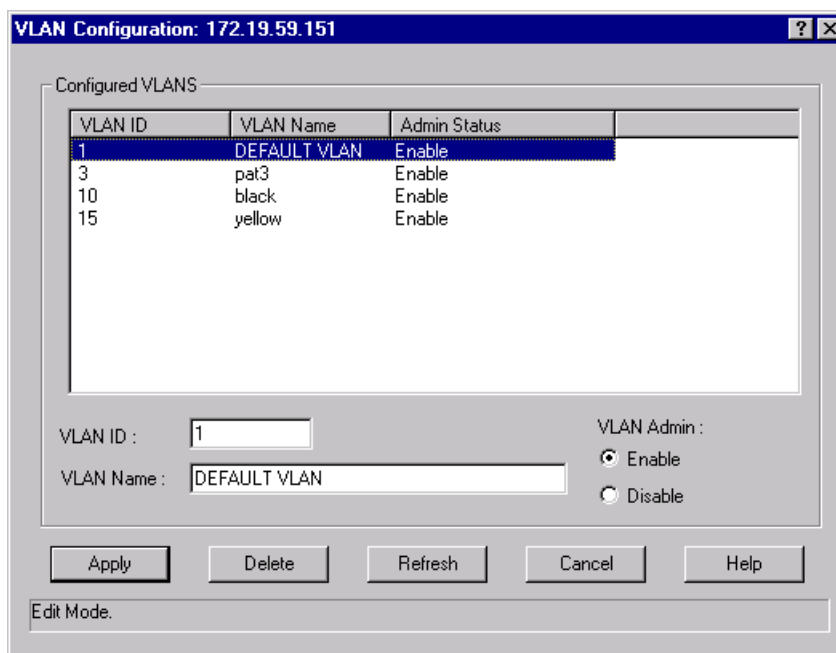 VLAN Configuration: 172.19.59.151
Configured VLANS
VLAN ID VLAN Name Admin Status
1 DEFAULT VLAN Enable
3 pat3 Enable
10 black Enable
15 yellow Enable
VLAN ID : 1
VLAN Name : DEFAULT VLAN
VLAN Admin :
Enable
Disable
Apply Delete Refresh Cancel Help
Edit Mode.